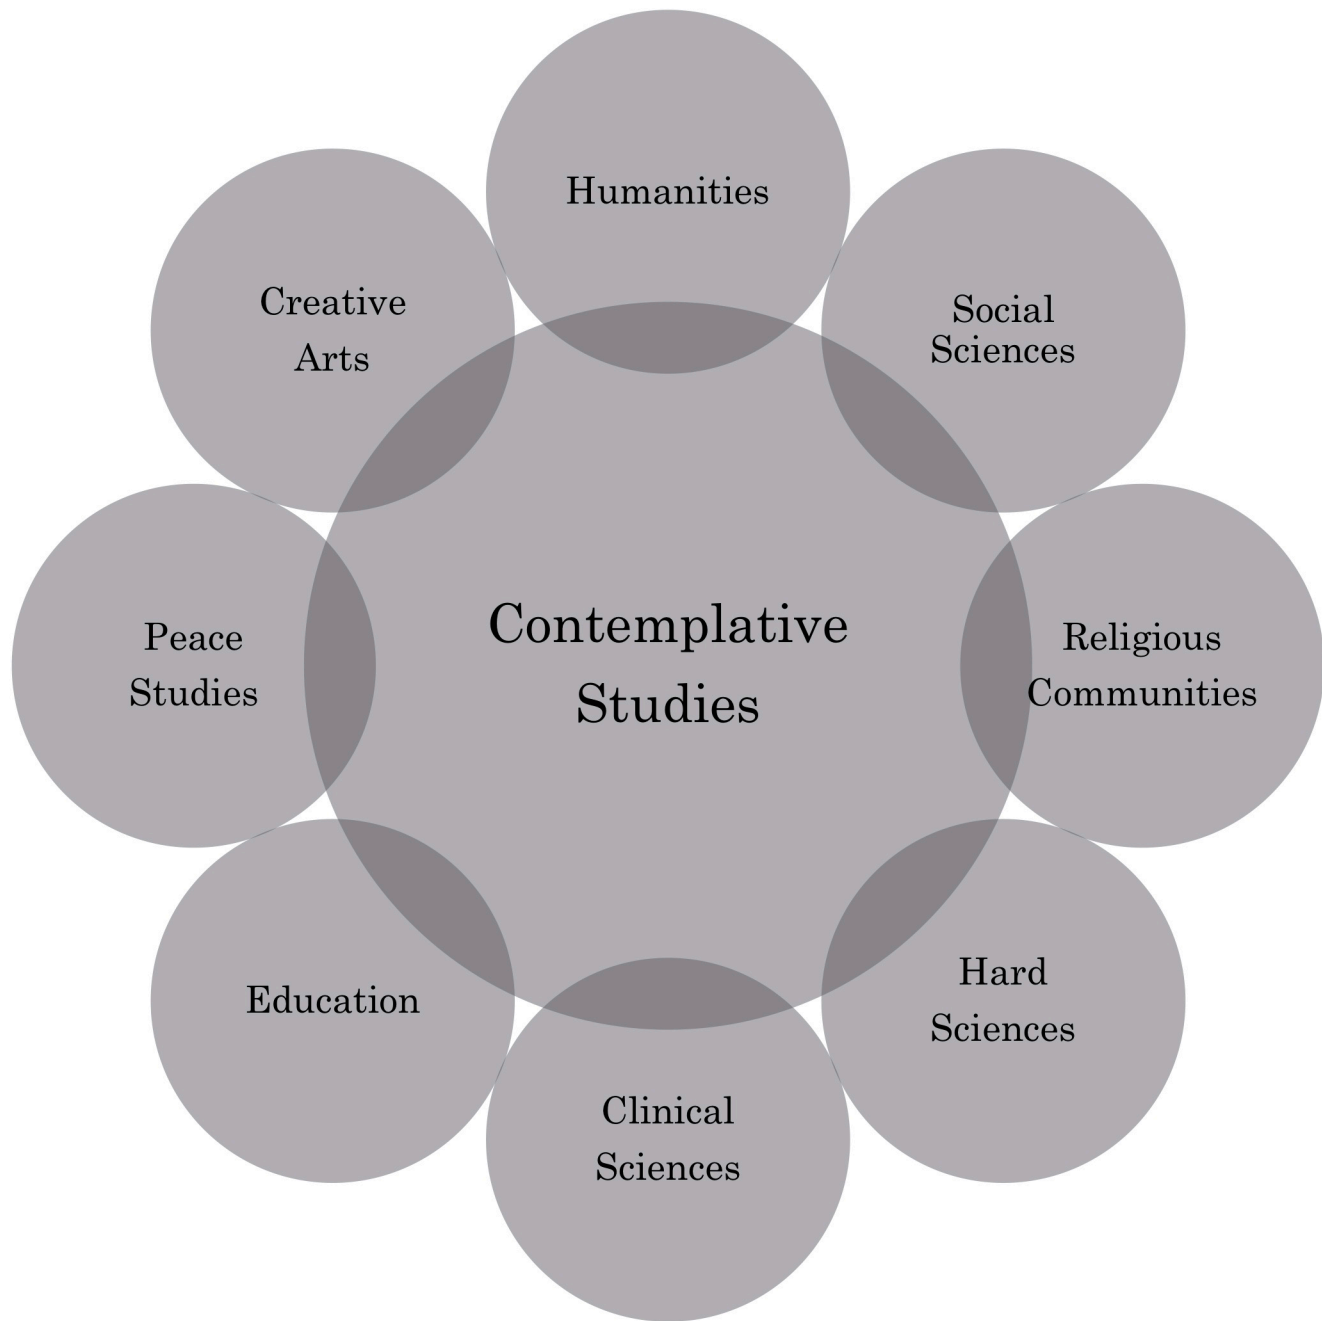 Humanities
Social
Sciences
Religious
Communities
Hard
Sciences
Clinical
Sciences
Education
Peace
Studies
Creative
Arts
Contemplative
Studies